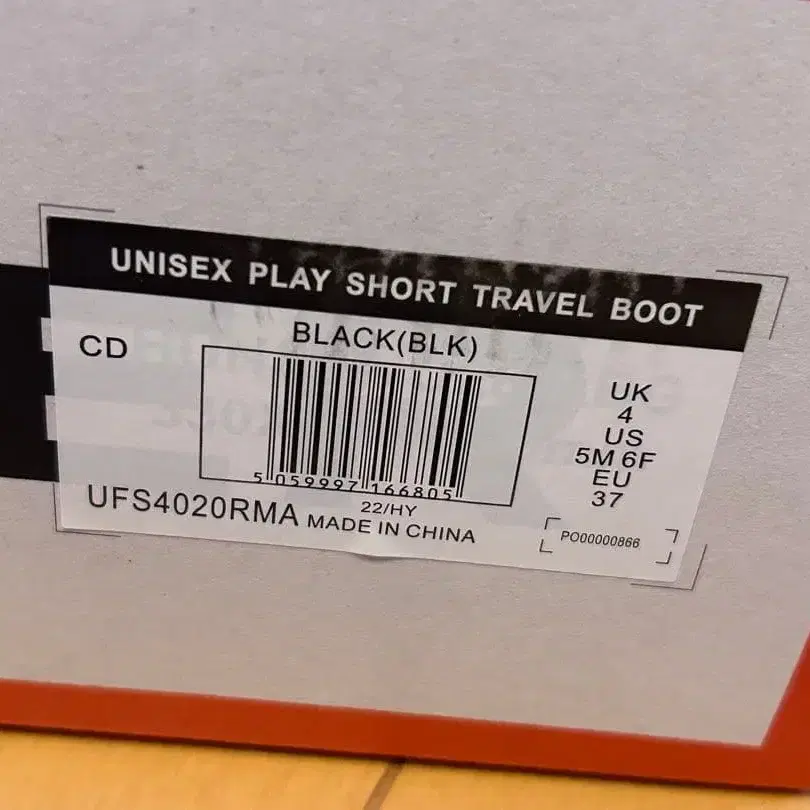 UNISEX PLAY SHORT TRAVEL BOOT
BLACK(BLK)
CD
5 059997 166805
22/HY
UFS4020RMA MADE IN CHINA
UK
4
US
5M 6F
EU
37
PO00000866